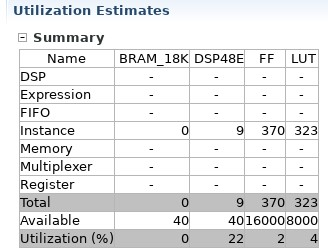 Utilization Estimates
Summary
Name BRAM_18K DSP48E FF LUT
DSP - - - -
Expression - - - -
FIFO - - - -
Instance 0 9 370 323
Memory - - - -
Multiplexer - - - -
Register - - - -
Total 0 9 370 323
Available 40 40 16000 8000
Utilization (%) 0 22 2 4